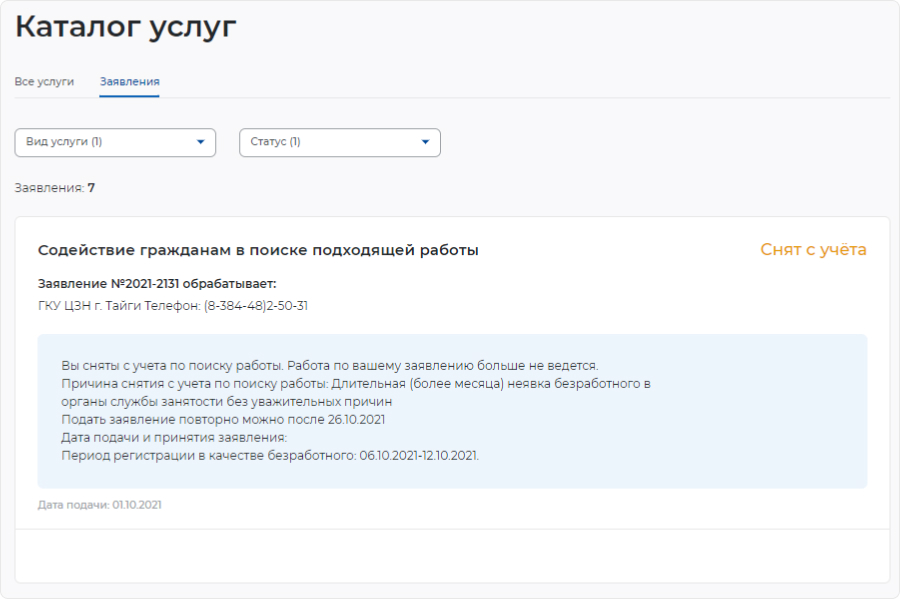 Каталог услуг
Все услуги Заявления
Вид услуги (1) Статус (1)
Заявления: 7
Содействие гражданам в поиске подходящей работы Снят с учёта
Заявление №2021-2131 обрабатывает:
ГКУ ЦЗН г. Тайги Телефон: (8-384-48)2-50-31
Вы сняты с учета по поиску работы. Работа по вашему заявлению больше не ведется.
Причина снятия с учета по поиску работы: Длительная (более месяца) неявка безработного в
органы службы занятости без уважительных причин
Подать заявление повторно можно после 26.10.2021
Дата подачи и принятия заявления:
Период регистрации в качестве безработного: 06.10.2021-12.10.2021.
Дата подачи: 01.10.2021